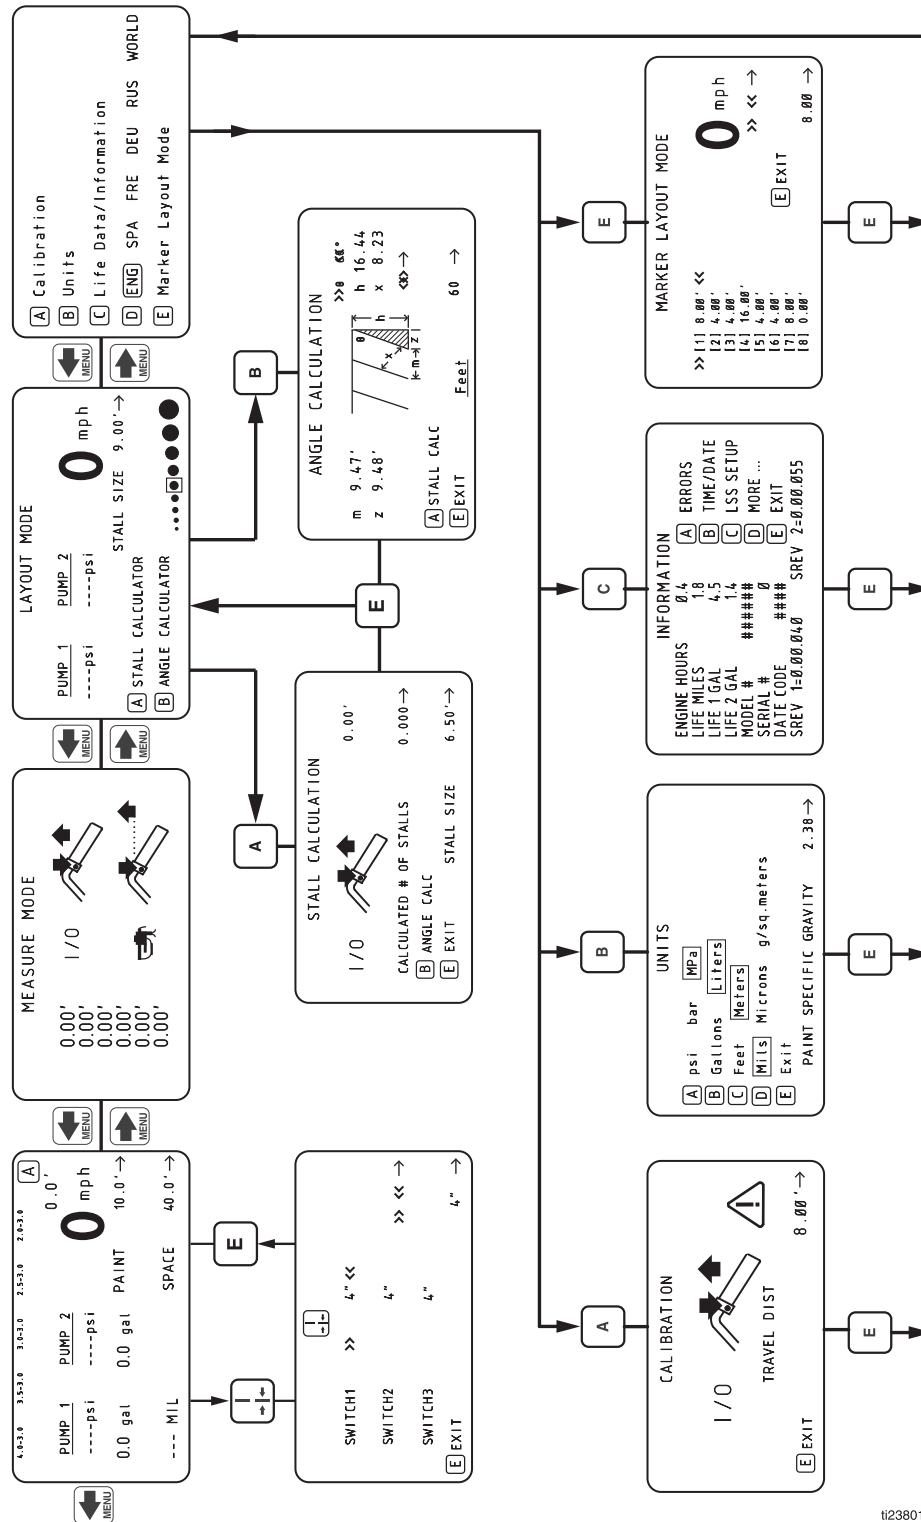 4.0-3.0 3.5-3.0 3.0-3.0 2.5-3.0 2.0-3.0
A
PUMP 1 PUMP 2 0.0'
----psi ----psi 0 mph
0.0 gal 0.0 gal PAINT 10.0'→
--- MIL SPACE 40.0'→
MENU
MENU
MENU
MEASURE MODE
0.00' I/O
0.00'
0.00'
0.00'
0.00'
0.00'
MENU
MENU
LAYOUT MODE
PUMP 1 PUMP 2 0 mph
----psi ----psi
STALL SIZE 9.00'→
A STALL CALCULATOR
B ANGLE CALCULATOR
MENU
MENU
A Calibration
B Units
C Life Data/Information
D ENG SPA FRE DEU RUS WORLD
E Marker Layout Mode
E
SWITCH1 >> 4" <<
SWITCH2 4" >> << →
SWITCH3 4"
E EXIT 4" →
A
STALL CALCULATION
I/O 0.00'
CALCULATED # OF STALLS 0.000→
B ANGLE CALC
E EXIT STALL SIZE 6.50'→
E
B
ANGLE CALCULATION
m 9.47' h 16.44
z 9.48' x 8.23
θ h x
m z
A STALL CALC
E EXIT Feet 60 →
A
CALIBRATION
I/O
TRAVEL DIST
E EXIT 8.00'→
E
B
UNITS
A psi bar MPa
B Gallons Liters
C Feet Meters
D Mils Microns g/sq.meters
E Exit
PAINT SPECIFIC GRAVITY 2.38→
E
C
INFORMATION
ENGINE HOURS 0.4 A ERRORS
LIFE MILES 1.8 B TIME/DATE
LIFE 1 GAL 4.5 C LSS SETUP
LIFE 2 GAL 1.4 D MORE ...
MODEL # ######
SERIAL # 0 E EXIT
DATE CODE ####
SREV 1=0.00.040 SREV 2=0.00.055
E
E
MARKER LAYOUT MODE
>> [1] 8.00' << 0 mph
[2] 4.00'
[3] 4.00' >> << →
[4] 16.00'
[5] 4.00'
[6] 4.00' E EXIT
[7] 8.00'
[8] 0.00' 8.00 →
E
ti23801